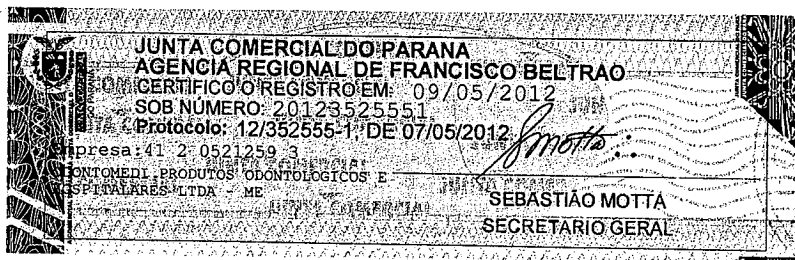 JUNTA COMERCIAL DO PARANA
AGENCIA REGIONAL DE FRANCISCO BELTRAO
CERTIFICO O REGISTRO EM: 09/05/2012
SOB NÚMERO: 20123525551
Protocolo: 12/352555-1, DE 07/05/2012
mpresa:41 2 0521259 3
ONTOMEDI PRODUTOS ODONTOLOGICOS E
SPITALARES LTDA - ME
SEBASTIÃO MOTTA
SECRETARIO GERAL